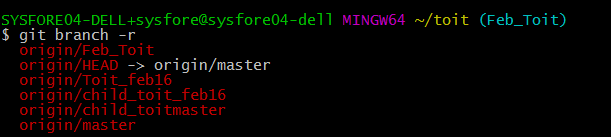 SYSFORE04-DELL+sysfore@sysfore04-dell MINGW64 ~/toit (Feb_Toit)
$ git branch -r
origin/Feb_Toit
origin/HEAD -> origin/master
origin/Toit_feb16
origin/child_toit_feb16
origin/child_toitmaster
origin/master